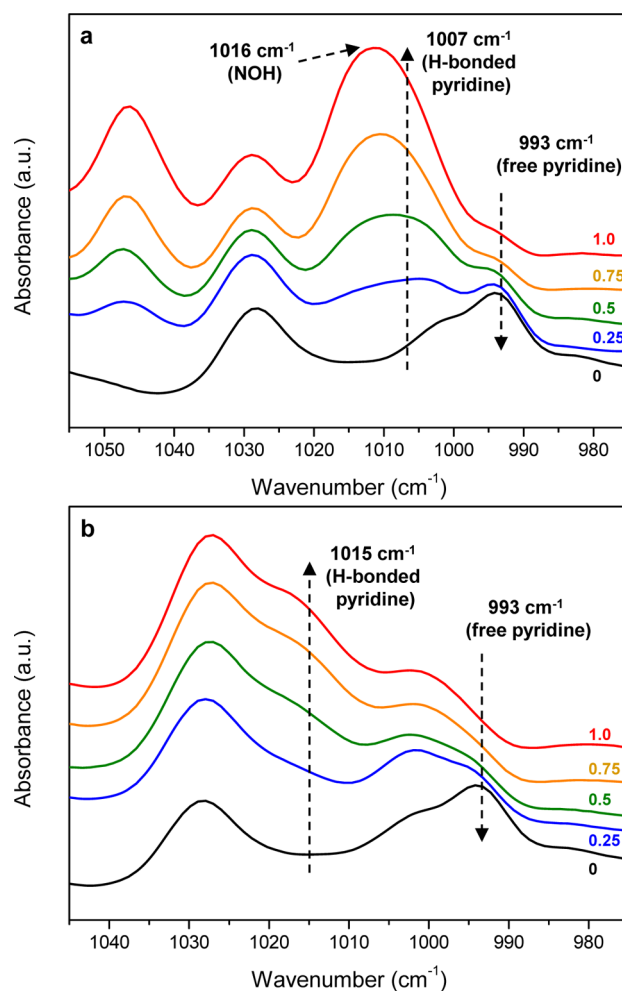 a
1016 cm⁻¹
(NOH)
1007 cm⁻¹
(H-bonded
pyridine)
993 cm⁻¹
(free pyridine)
1.0
0.75
0.5
0.25
0
Absorbance (a.u.)
1050 1040 1030 1020 1010 1000 990 980
Wavenumber (cm⁻¹)
b
1015 cm⁻¹
(H-bonded
pyridine)
993 cm⁻¹
(free pyridine)
1.0
0.75
0.5
0.25
0
Absorbance (a.u.)
1040 1030 1020 1010 1000 990 980
Wavenumber (cm⁻¹)